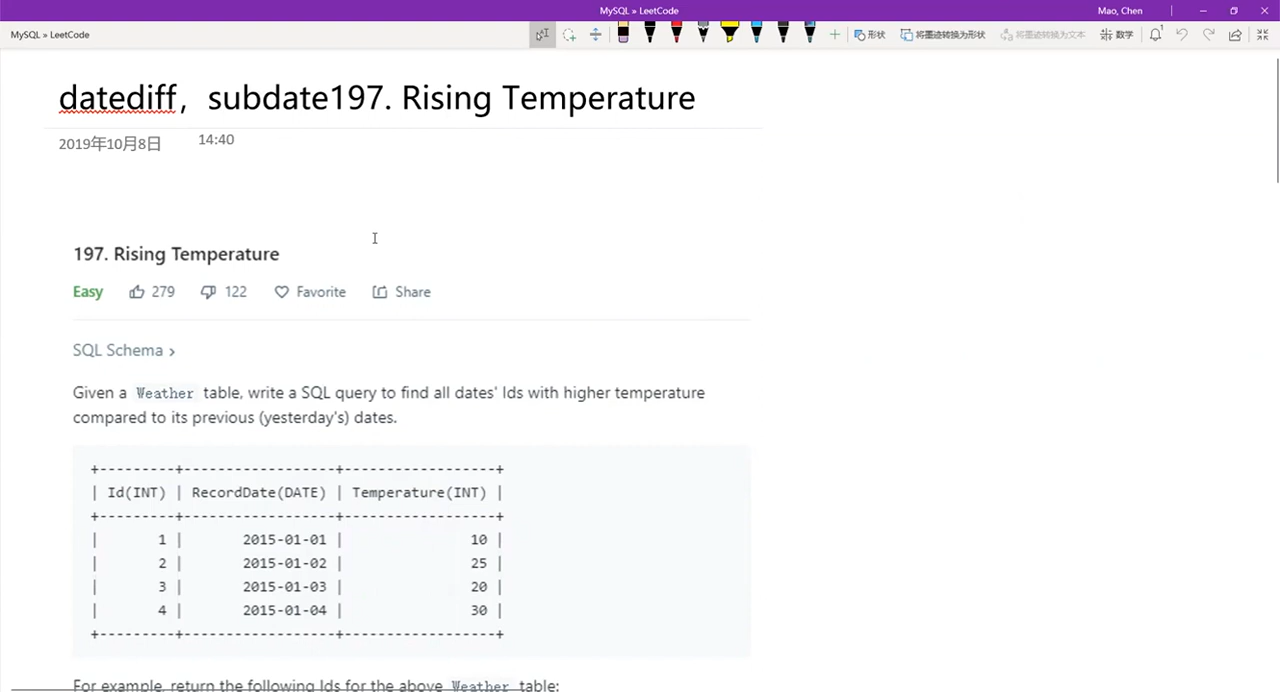 MySQL » LeetCode
Mao, Chen
MySQL » LeetCode
形状
将墨迹转换为形状
将墨迹转换为文本
数学
datediff，subdate197. Rising Temperature
2019年10月8日
14:40
197. Rising Temperature
Easy 279 122 Favorite Share
SQL Schema ›
Given a Weather table, write a SQL query to find all dates' Ids with higher temperature
compared to its previous (yesterday's) dates.
+---------+------------------+------------------+
| Id(INT) | RecordDate(DATE) | Temperature(INT) |
+---------+------------------+------------------+
| 1 | 2015-01-01 | 10 |
| 2 | 2015-01-02 | 25 |
| 3 | 2015-01-03 | 20 |
| 4 | 2015-01-04 | 30 |
+---------+------------------+------------------+
For example, return the following Ids for the above Weather table: